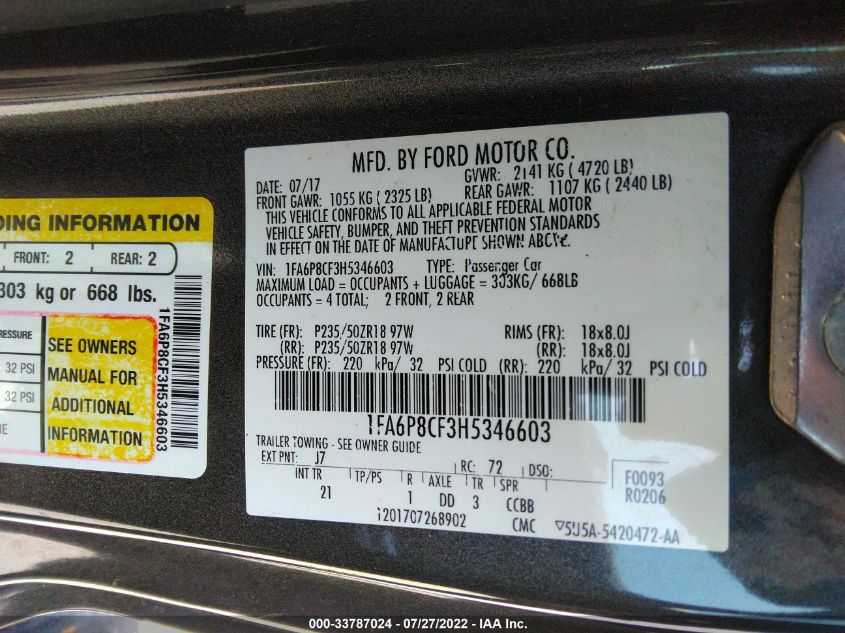 DING INFORMATION
FRONT: 2 REAR: 2
303 kg or 668 lbs.
RESSURE
32 PSI
32 PSI
SEE OWNERS
MANUAL FOR
ADDITIONAL
INFORMATION
1FA6P8CF3H5346603
MFD. BY FORD MOTOR CO.
DATE: 07/17 GVWR: 2141 KG ( 4720 LB)
FRONT GAWR: 1055 KG ( 2325 LB) REAR GAWR: 1107 KG ( 2440 LB)
THIS VEHICLE CONFORMS TO ALL APPLICABLE FEDERAL MOTOR
VEHICLE SAFETY, BUMPER, AND THEFT PREVENTION STANDARDS
IN EFFECT ON THE DATE OF MANUFACTURE SHOWN ABOVE.
VIN: 1FA6P8CF3H5346603 TYPE: Passenger Car
MAXIMUM LOAD = OCCUPANTS + LUGGAGE = 303KG/ 668LB
OCCUPANTS = 4 TOTAL; 2 FRONT, 2 REAR
TIRE (FR): P235/50ZR18 97W RIMS (FR): 18x8.0J
(RR): P235/50ZR18 97W (RR): 18x8.0J
PRESSURE (FR): 220 kPa/ 32 PSI COLD (RR): 220 kPa/ 32 PSI COLD
1FA6P8CF3H5346603
TRAILER TOWING - SEE OWNER GUIDE
EXT PNT: J7 RC: 72 DSO: F0093
INT TR TP/PS R AXLE TR SPR R0206
21 1 DD 3 CCBB
1201707268902 CMC 5U5A-5420472-AA
000-33787024 / 07/27/2022 - IAA Inc.